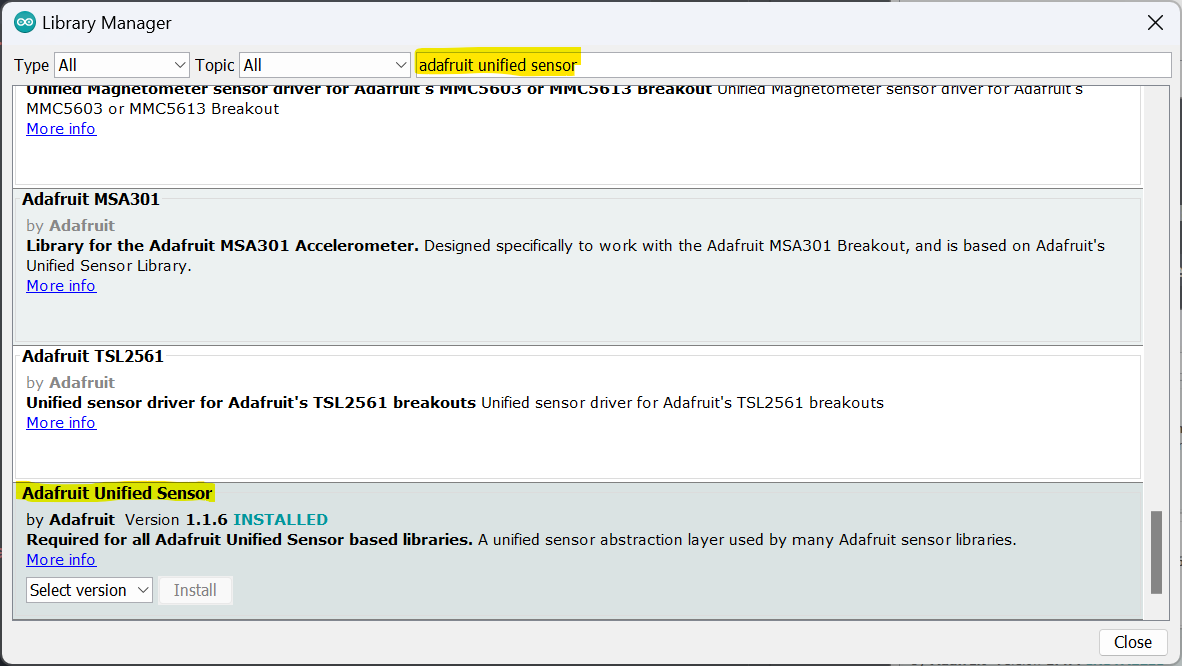 Library Manager
Type All Topic All adafruit unified sensor
Unified Magnetometer sensor driver for Adafruit's MMC5603 or MMC5613 Breakout Unified Magnetometer sensor driver for Adafruit's
MMC5603 or MMC5613 Breakout
More info
Adafruit MSA301
by Adafruit
Library for the Adafruit MSA301 Accelerometer. Designed specifically to work with the Adafruit MSA301 Breakout, and is based on Adafruit's
Unified Sensor Library.
More info
Adafruit TSL2561
by Adafruit
Unified sensor driver for Adafruit's TSL2561 breakouts Unified sensor driver for Adafruit's TSL2561 breakouts
More info
Adafruit Unified Sensor
by Adafruit Version 1.1.6 INSTALLED
Required for all Adafruit Unified Sensor based libraries. A unified sensor abstraction layer used by many Adafruit sensor libraries.
More info
Select version Install
Close